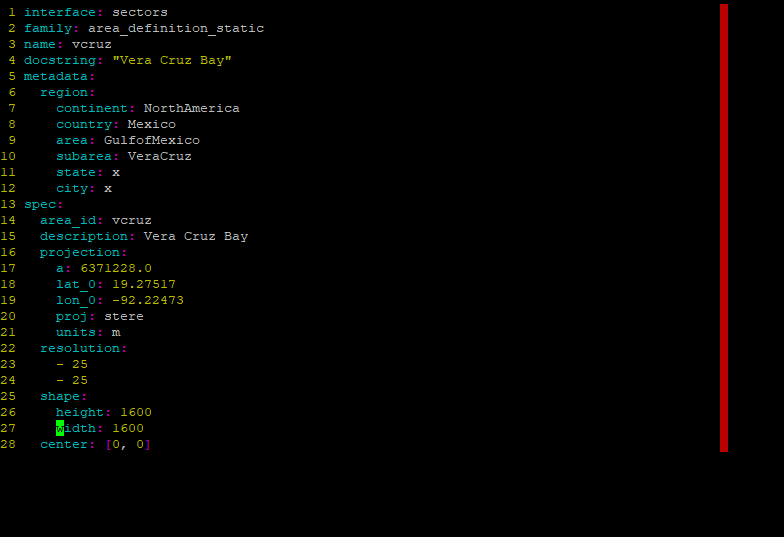 1 interface: sectors
2 family: area_definition_static
3 name: vcruz
4 docstring: "Vera Cruz Bay"
5 metadata:
6   region:
7     continent: NorthAmerica
8     country: Mexico
9     area: GulfofMexico
10     subarea: VeraCruz
11     state: x
12     city: x
13 spec:
14   area_id: vcruz
15   description: Vera Cruz Bay
16   projection:
17     a: 6371228.0
18     lat_0: 19.27517
19     lon_0: -92.22473
20     proj: stere
21     units: m
22   resolution:
23     - 25
24     - 25
25   shape:
26     height: 1600
27     width: 1600
28   center: [0, 0]